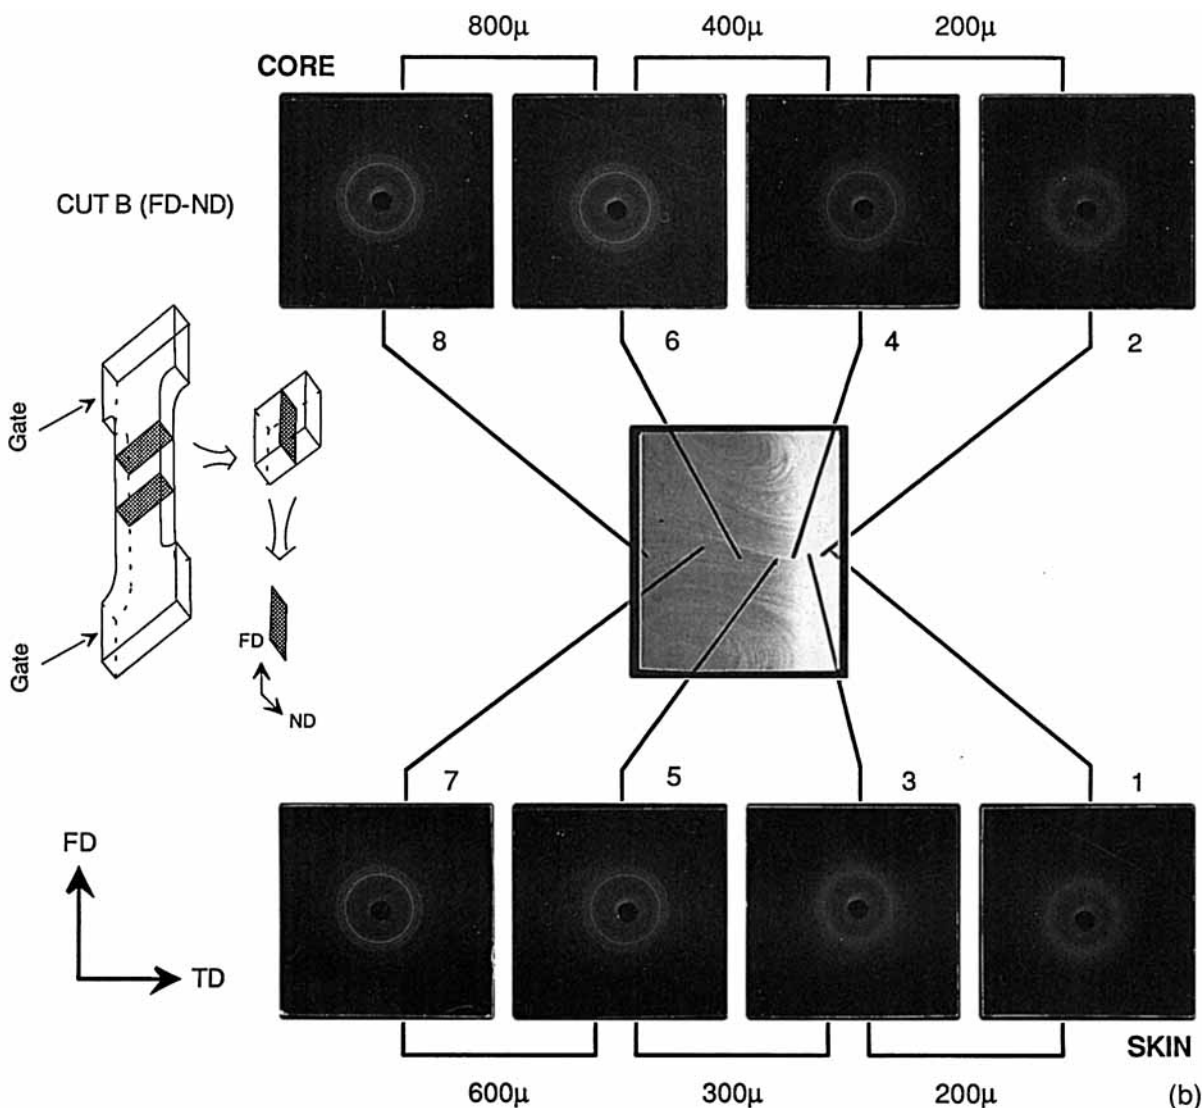 800μ 400μ 200μ
CORE
CUT B (FD-ND)
8 6 4 2
Gate
Gate
FD
ND
7 5 3 1
FD
TD
SKIN
600μ 300μ 200μ (b)